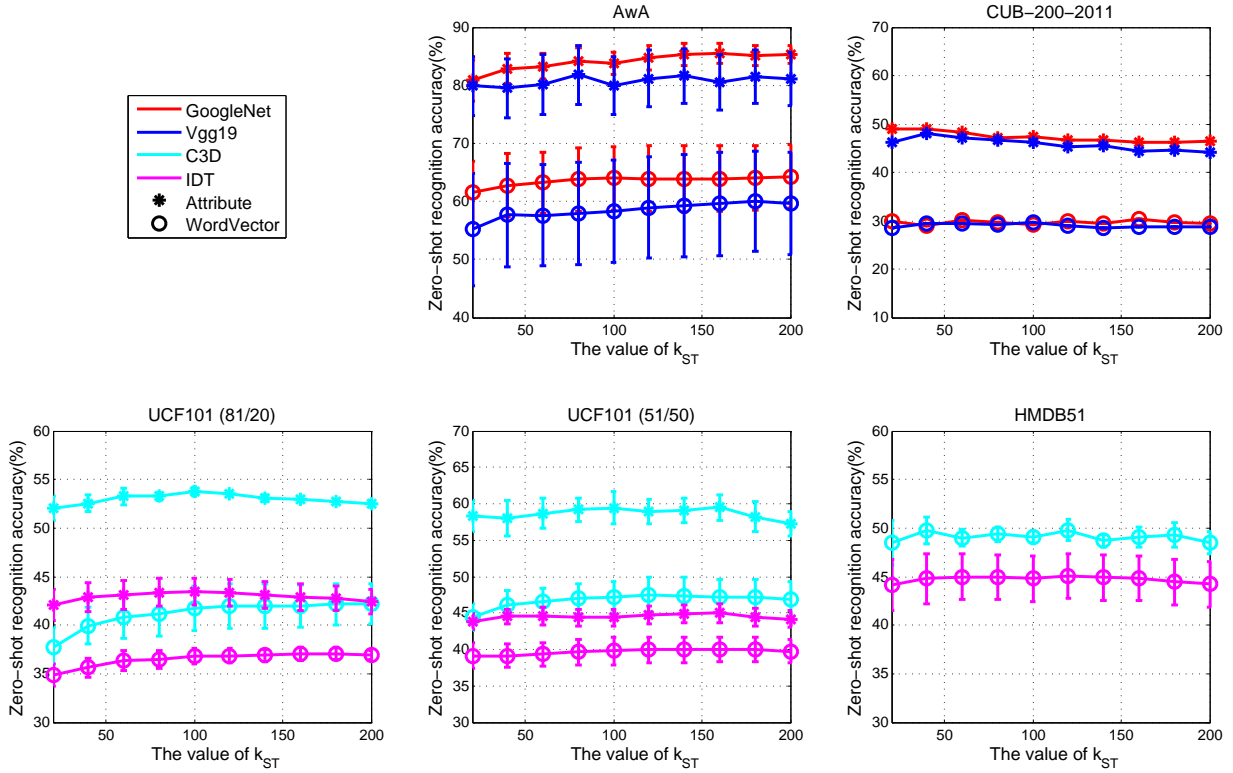 AwA
CUB−200−2011
GoogleNet
Vgg19
C3D
IDT
Attribute
WordVector
Zero−shot recognition accuracy(%)
90
80
70
60
50
40
50
100
150
200
The value of k_ST
Zero−shot recognition accuracy(%)
70
60
50
40
30
20
10
50
100
150
200
The value of k_ST
UCF101 (81/20)
UCF101 (51/50)
HMDB51
Zero−shot recognition accuracy(%)
60
55
50
45
40
35
30
50
100
150
200
The value of k_ST
Zero−shot recognition accuracy(%)
70
65
60
55
50
45
40
35
30
50
100
150
200
The value of k_ST
Zero−shot recognition accuracy(%)
60
55
50
45
40
35
30
50
100
150
200
The value of k_ST